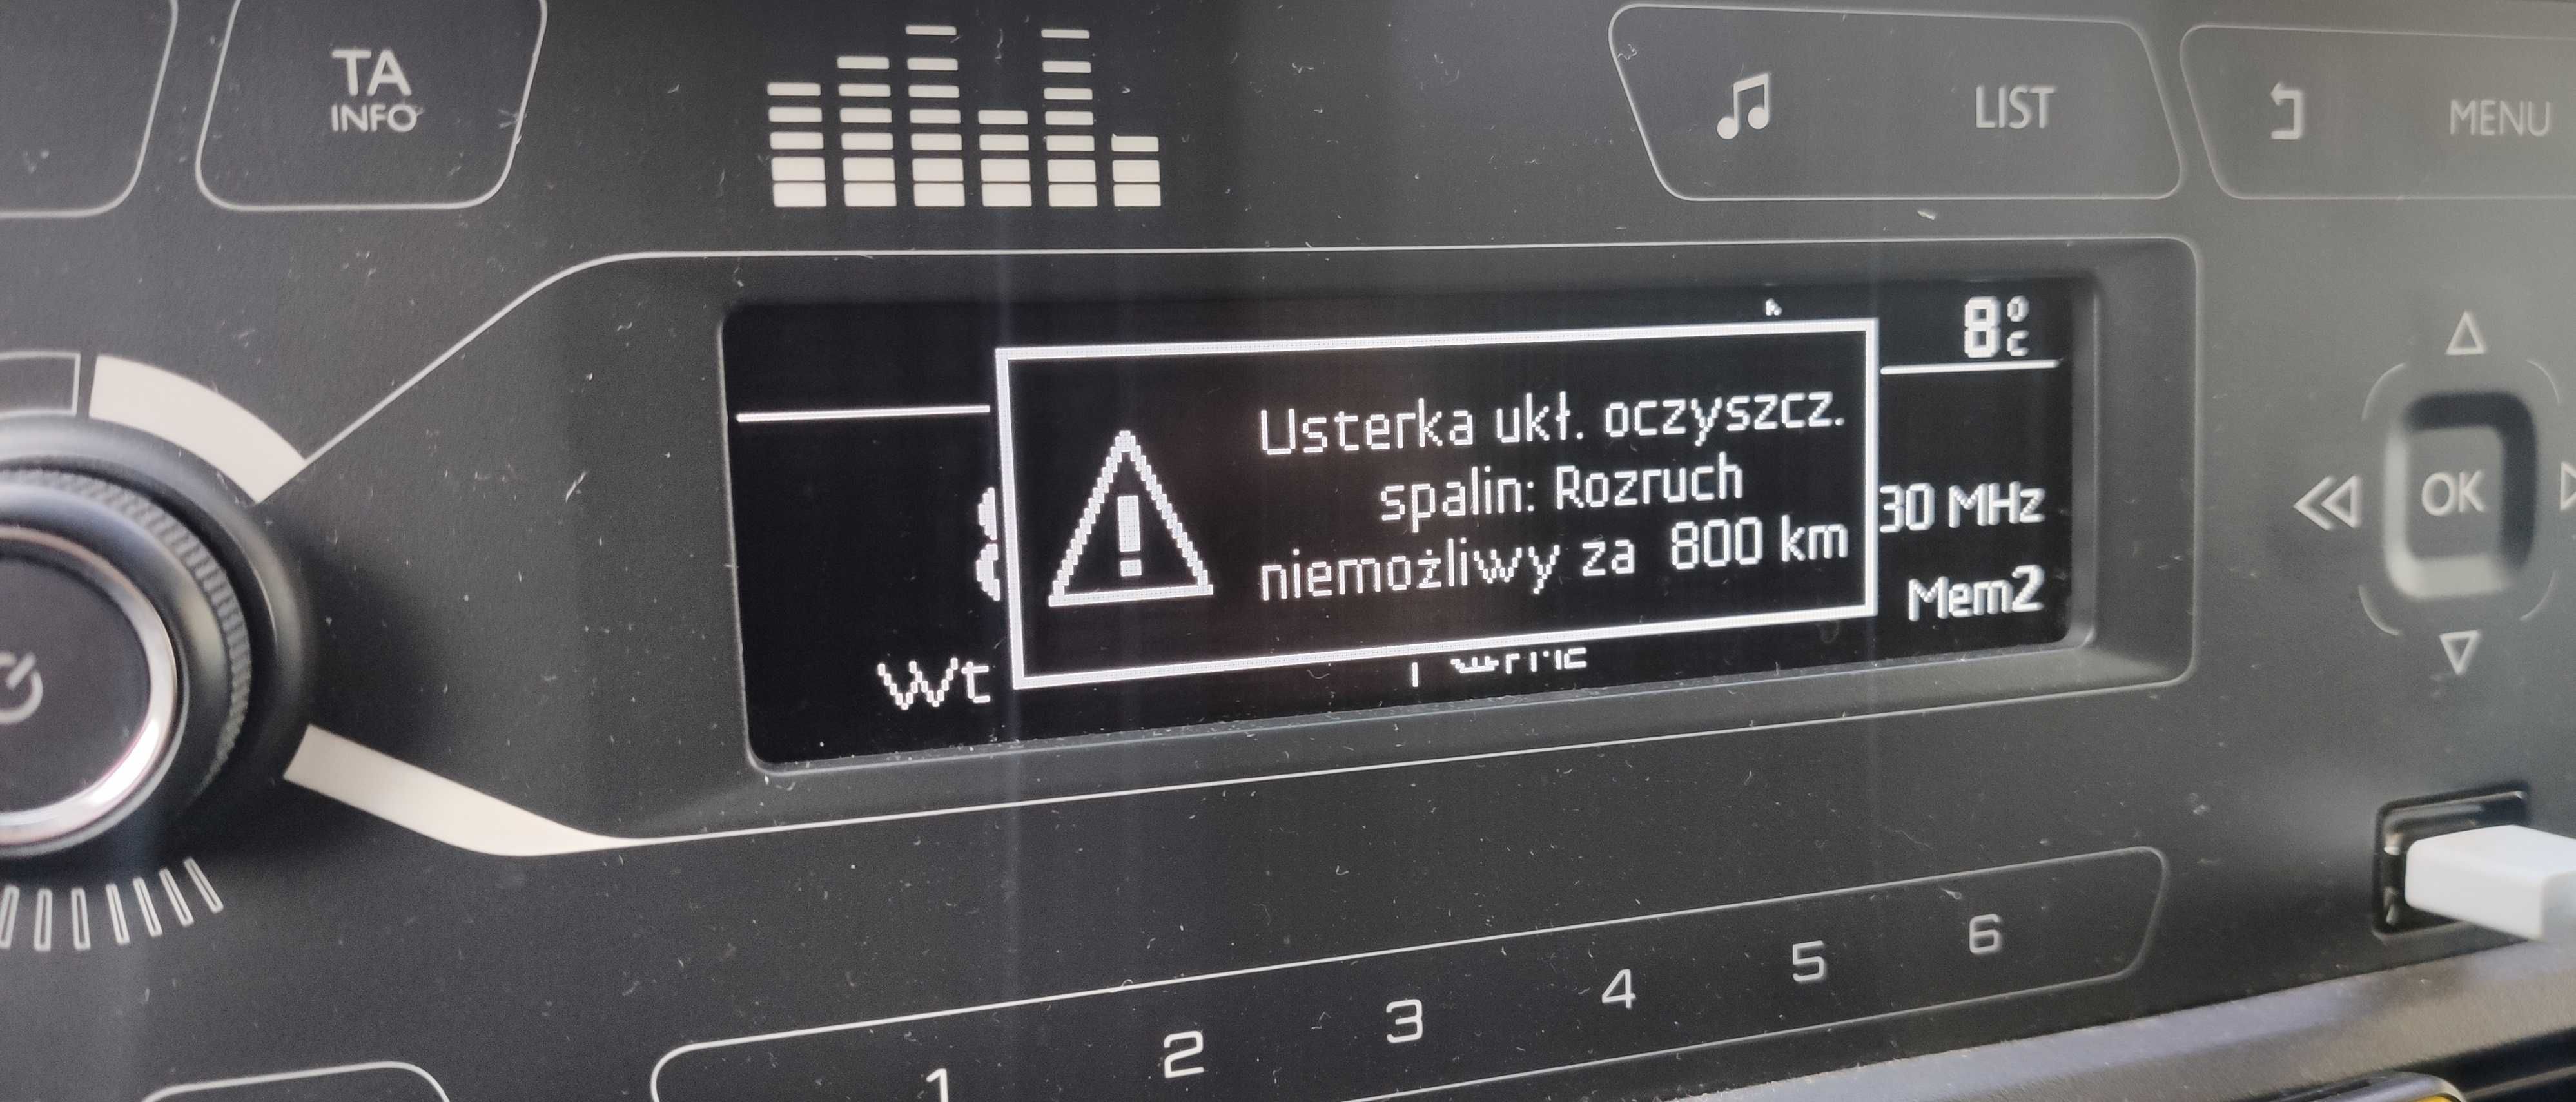 TA
INFO
LIST
MENU
8°C
Usterka ukł. oczyszcz.
spalin: Rozruch
niemożliwy za 800 km
30 MHz
Mem2
Wt
OK
1 2 3 4 5 6